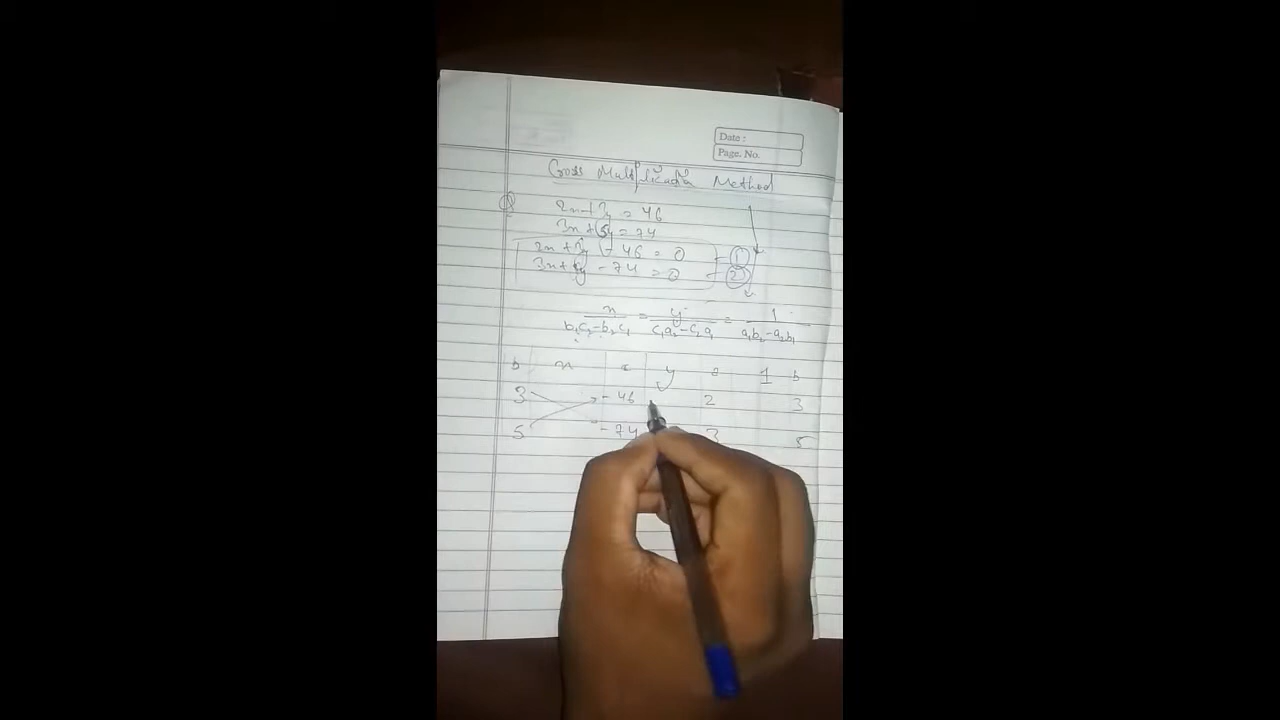 Date :
Page. No.
Cross Multiplication Method
Q 2x + 3y = 46
3x + 5y = 74
2x + 3y - 46 = 0 - ①
3x + 5y - 74 = 0 - ②
x / b₁c₂-b₂c₁ = y / c₁a₂-c₂a₁ = 1 / a₁b₂-a₂b₁
b x c y a 1 b
3 -46 2 3
5 -74 3 5